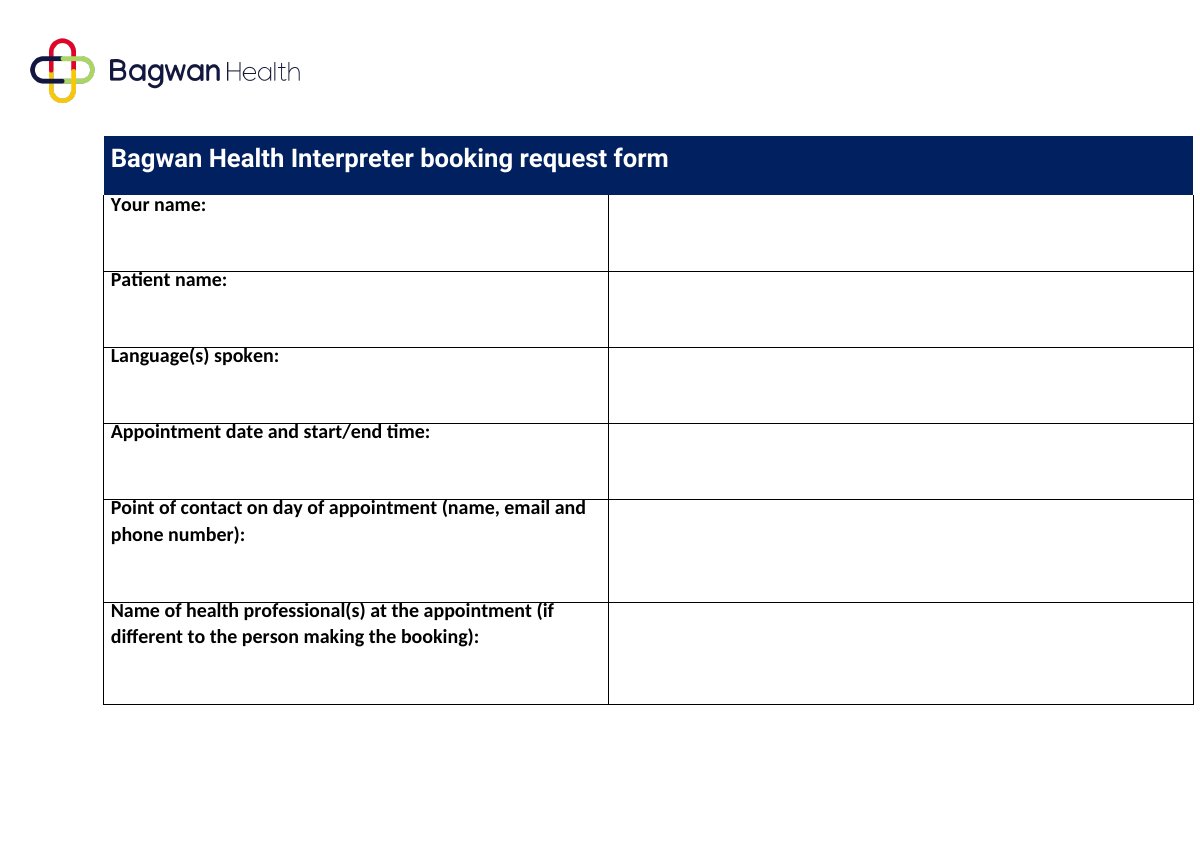 Bagwan Health
Bagwan Health Interpreter booking request form
Your name:
Patient name:
Language(s) spoken:
Appointment date and start/end time:
Point of contact on day of appointment (name, email and
phone number):
Name of health professional(s) at the appointment (if
different to the person making the booking):